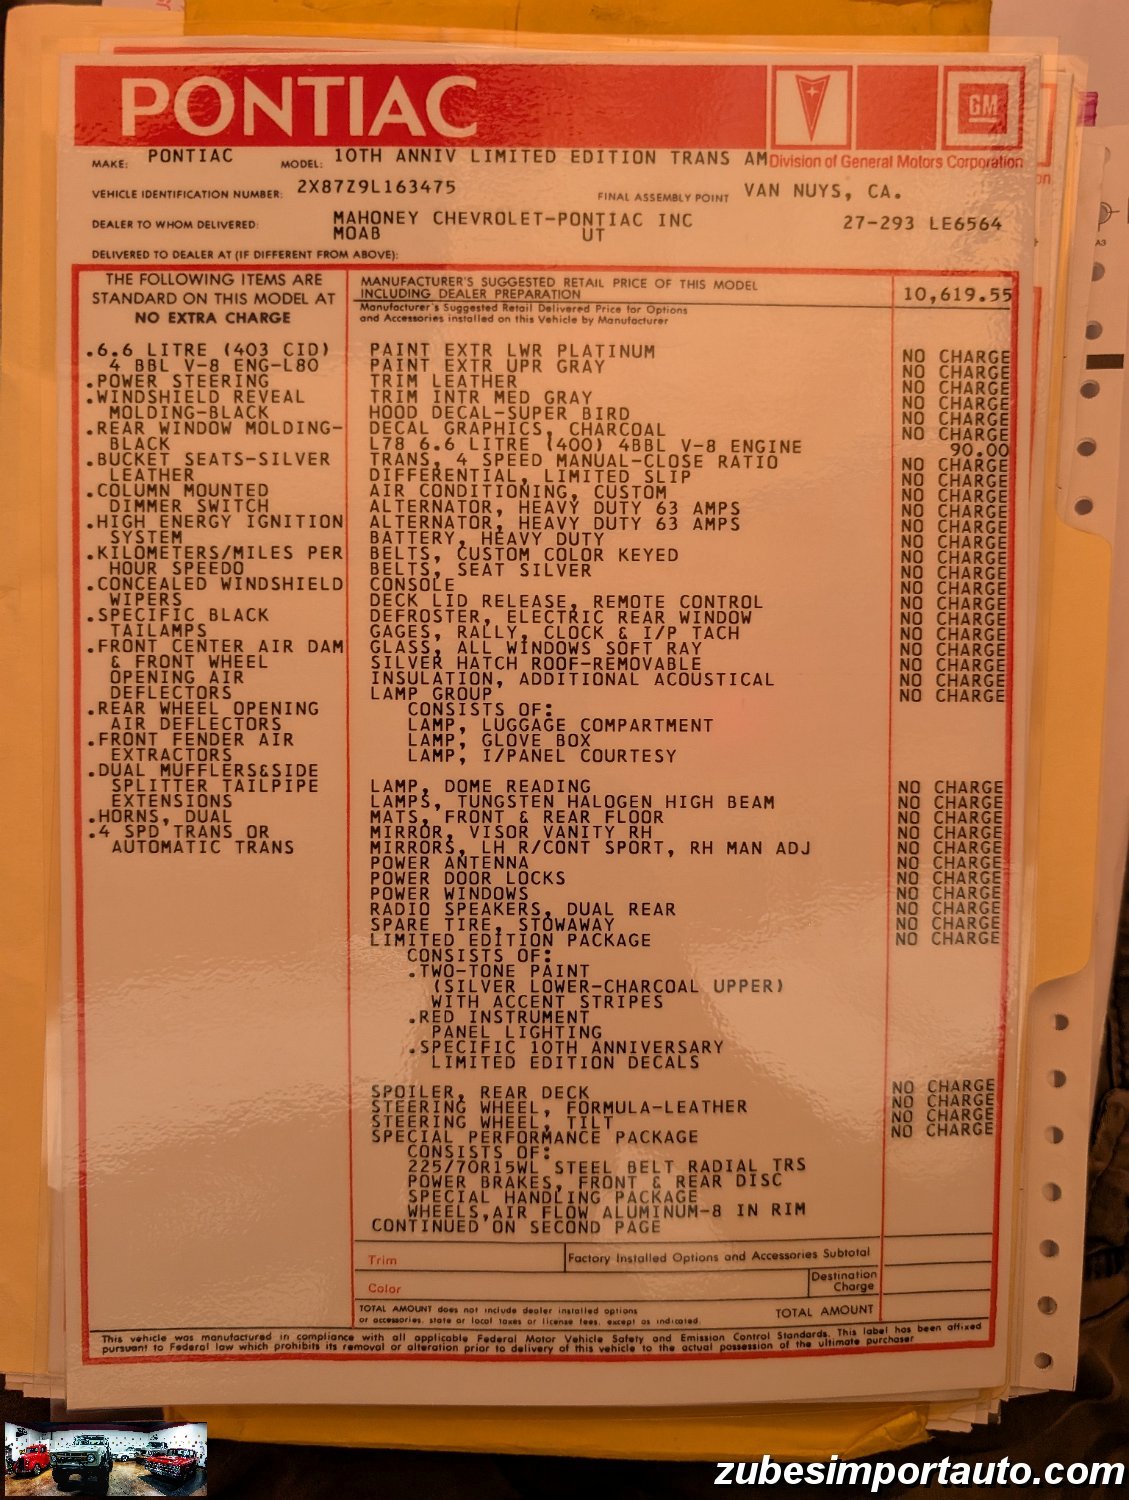 PONTIAC
GM
MAKE: PONTIAC MODEL: 10TH ANNIV LIMITED EDITION TRANS AM Division of General Motors Corporation
VEHICLE IDENTIFICATION NUMBER: 2X87Z9L163475 FINAL ASSEMBLY POINT VAN NUYS, CA.
DEALER TO WHOM DELIVERED: MAHONEY CHEVROLET-PONTIAC INC 27-293 LE6564
MOAB UT
DELIVERED TO DEALER AT (IF DIFFERENT FROM ABOVE):
THE FOLLOWING ITEMS ARE
STANDARD ON THIS MODEL AT
NO EXTRA CHARGE
.6.6 LITRE (403 CID)
4 BBL V-8 ENG-L80
.POWER STEERING
.WINDSHIELD REVEAL
MOLDING-BLACK
.REAR WINDOW MOLDING-
BLACK
.BUCKET SEATS-SILVER
LEATHER
.COLUMN MOUNTED
DIMMER SWITCH
.HIGH ENERGY IGNITION
SYSTEM
.KILOMETERS/MILES PER
HOUR SPEEDO
.CONCEALED WINDSHIELD
WIPERS
.SPECIFIC BLACK
TAILAMPS
.FRONT CENTER AIR DAM
& FRONT WHEEL
OPENING AIR
DEFLECTORS
.REAR WHEEL OPENING
AIR DEFLECTORS
.FRONT FENDER AIR
EXTRACTORS
.DUAL MUFFLERS&SIDE
SPLITTER TAILPIPE
EXTENSIONS
.HORNS, DUAL
.4 SPD TRANS OR
AUTOMATIC TRANS
MANUFACTURER'S SUGGESTED RETAIL PRICE OF THIS MODEL
INCLUDING DEALER PREPARATION 10,619.55
Manufacturer's Suggested Retail Delivered Price for Options
and Accessories installed on this Vehicle by Manufacturer
PAINT EXTR LWR PLATINUM NO CHARGE
PAINT EXTR UPR GRAY NO CHARGE
TRIM LEATHER NO CHARGE
TRIM INTR MED GRAY NO CHARGE
HOOD DECAL-SUPER BIRD NO CHARGE
DECAL GRAPHICS, CHARCOAL NO CHARGE
L78 6.6 LITRE (400) 4BBL V-8 ENGINE 90.00
TRANS, 4 SPEED MANUAL-CLOSE RATIO NO CHARGE
DIFFERENTIAL, LIMITED SLIP NO CHARGE
AIR CONDITIONING, CUSTOM NO CHARGE
ALTERNATOR, HEAVY DUTY 63 AMPS NO CHARGE
ALTERNATOR, HEAVY DUTY 63 AMPS NO CHARGE
BATTERY, HEAVY DUTY NO CHARGE
BELTS, CUSTOM COLOR KEYED NO CHARGE
BELTS, SEAT SILVER NO CHARGE
CONSOLE NO CHARGE
DECK LID RELEASE, REMOTE CONTROL NO CHARGE
DEFROSTER, ELECTRIC REAR WINDOW NO CHARGE
GAGES, RALLY, CLOCK & I/P TACH NO CHARGE
GLASS, ALL WINDOWS SOFT RAY NO CHARGE
SILVER HATCH ROOF-REMOVABLE NO CHARGE
INSULATION, ADDITIONAL ACOUSTICAL NO CHARGE
LAMP GROUP NO CHARGE
CONSISTS OF:
LAMP, LUGGAGE COMPARTMENT
LAMP, GLOVE BOX
LAMP, I/PANEL COURTESY
LAMP, DOME READING NO CHARGE
LAMPS, TUNGSTEN HALOGEN HIGH BEAM NO CHARGE
MATS, FRONT & REAR FLOOR NO CHARGE
MIRROR, VISOR VANITY RH NO CHARGE
MIRRORS, LH R/CONT SPORT, RH MAN ADJ NO CHARGE
POWER ANTENNA NO CHARGE
POWER DOOR LOCKS NO CHARGE
POWER WINDOWS NO CHARGE
RADIO SPEAKERS, DUAL REAR NO CHARGE
SPARE TIRE, STOWAWAY NO CHARGE
LIMITED EDITION PACKAGE NO CHARGE
CONSISTS OF:
.TWO-TONE PAINT
(SILVER LOWER-CHARCOAL UPPER)
WITH ACCENT STRIPES
.RED INSTRUMENT
PANEL LIGHTING
.SPECIFIC 10TH ANNIVERSARY
LIMITED EDITION DECALS
SPOILER, REAR DECK NO CHARGE
STEERING WHEEL, FORMULA-LEATHER NO CHARGE
STEERING WHEEL, TILT NO CHARGE
SPECIAL PERFORMANCE PACKAGE NO CHARGE
CONSISTS OF:
225/70R15WL STEEL BELT RADIAL TRS
POWER BRAKES, FRONT & REAR DISC
SPECIAL HANDLING PACKAGE
WHEELS,AIR FLOW ALUMINUM-8 IN RIM
CONTINUED ON SECOND PAGE
Trim Factory Installed Options and Accessories Subtotal
Color Destination
Charge
TOTAL AMOUNT does not include dealer installed options
or accessories, state or local taxes or license fees, except as indicated. TOTAL AMOUNT
This vehicle was manufactured in compliance with all applicable Federal Motor Vehicle Safety and Emission Control Standards. This label has been affixed
pursuant to Federal law which prohibits its removal or alteration prior to delivery of this vehicle to the actual possession of the ultimate purchaser
on
A3
zubesimportauto.com